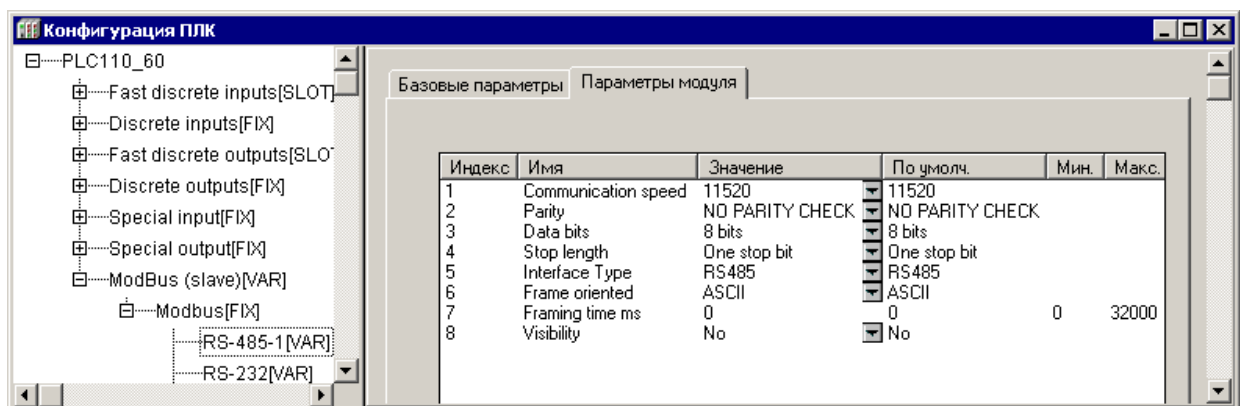 Конфигурация ПЛК
PLC110_60
Fast discrete inputs[SLOT]
Discrete inputs[FIX]
Fast discrete outputs[SLO
Discrete outputs[FIX]
Special input[FIX]
Special output[FIX]
ModBus (slave)[VAR]
Modbus[FIX]
RS-485-1[VAR]
RS-232[VAR]
Базовые параметры Параметры модуля
Индекс Имя Значение По умолч. Мин. Макс.
1 Communication speed 11520 11520
2 Parity NO PARITY CHECK NO PARITY CHECK
3 Data bits 8 bits 8 bits
4 Stop length One stop bit One stop bit
5 Interface Type RS485 RS485
6 Frame oriented ASCII ASCII
7 Framing time ms 0 0 0 32000
8 Visibility No No